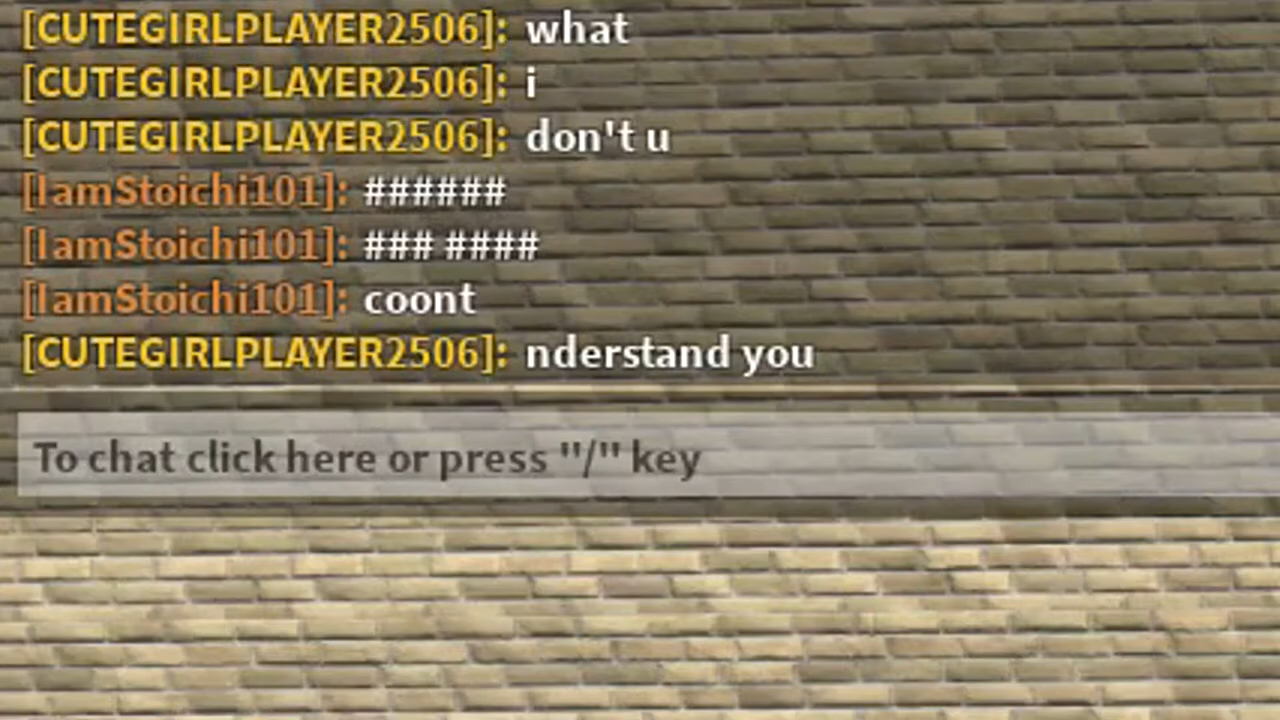 [CUTEGIRLPLAYER2506]: what
[CUTEGIRLPLAYER2506]: i
[CUTEGIRLPLAYER2506]: don't u
[IamStoichi101]: ######
[IamStoichi101]: ### ####
[IamStoichi101]: coont
[CUTEGIRLPLAYER2506]: nderstand you
To chat click here or press "/" key